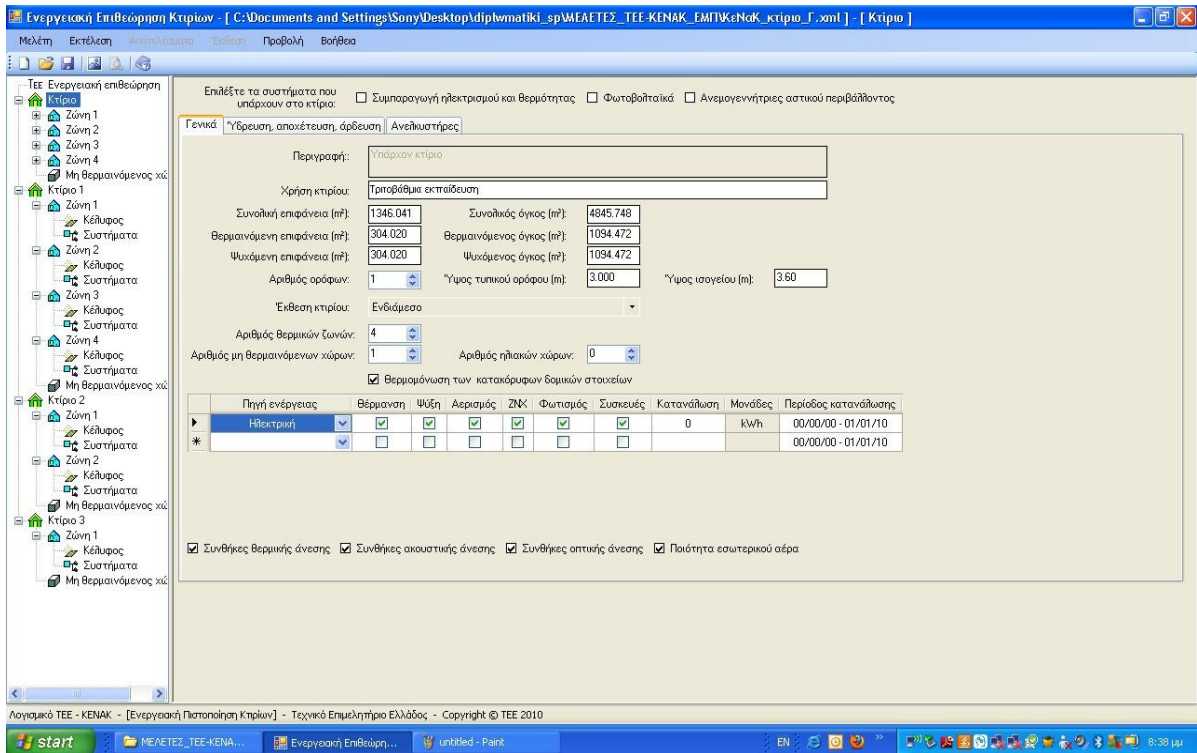 Ενεργειακή Επιθεώρηση Κτιρίων - [ C:\Documents and Settings\Sony\Desktop\diplwmatiki_sp\ΜΕΛΕΤΕΣ_ΤΕΕ-ΚΕΝΑΚ_ΕΜΠ\ΚεΝαΚ_κτίριο_Γ.xml ] - [ Κτίριο ]
Μελέτη Εκτέλεση Αποτελέσματα Έκθεση Προβολή Βοήθεια
ΤΕΕ Ενεργειακή επιθεώρηση
Κτίριο
Ζώνη 1
Ζώνη 2
Ζώνη 3
Ζώνη 4
Μη θερμαινόμενος χώ
Κτίριο 1
Ζώνη 1
Κέλυφος
Συστήματα
Ζώνη 2
Κέλυφος
Συστήματα
Ζώνη 3
Κέλυφος
Συστήματα
Ζώνη 4
Κέλυφος
Συστήματα
Μη θερμαινόμενος χώ
Κτίριο 2
Ζώνη 1
Κέλυφος
Συστήματα
Ζώνη 2
Κέλυφος
Συστήματα
Μη θερμαινόμενος χώ
Κτίριο 3
Ζώνη 1
Κέλυφος
Συστήματα
Μη θερμαινόμενος χώ
Επιλέξτε τα συστήματα που
υπάρχουν στο κτίριο:
Συμπαραγωγή ηλεκτρισμού και θερμότητας Φωτοβολταϊκά Ανεμογεννήτριες αστικού περιβάλλοντος
Γενικά Ύδρευση, αποχέτευση, άρδευση Ανελκυστήρες
Περιγραφή:: Υπάρχον κτίριο
Χρήση κτιρίου: Τριτοβάθμια εκπαίδευση
Συνολική επιφάνεια (m²): 1346.041 Συνολικός όγκος (m³): 4845.748
Θερμαινόμενη επιφάνεια (m²): 304.020 Θερμαινόμενος όγκος (m³): 1094.472
Ψυχόμενη επιφάνεια (m²): 304.020 Ψυχόμενος όγκος (m³): 1094.472
Αριθμός ορόφων: 1 Ύψος τυπικού ορόφου (m): 3.000 Ύψος ισογείου (m): 3.60
Έκθεση κτιρίου: Ενδιάμεσο
Αριθμός θερμικών ζωνών: 4
Αριθμός μη θερμαινόμενων χώρων: 1 Αριθμός ηλιακών χώρων: 0
Θερμομόνωση των κατακόρυφων δομικών στοιχείων
Πηγή ενέργειας Θέρμανση Ψύξη Αερισμός ΖΝΧ Φωτισμός Συσκευές Κατανάλωση Μονάδες Περίοδος κατανάλωσης
Ηλεκτρική 0 kWh 00/00/00 - 01/01/10
00/00/00 - 01/01/10
Συνθήκες θερμικής άνεσης Συνθήκες ακουστικής άνεσης Συνθήκες οπτικής άνεσης Ποιότητα εσωτερικού αέρα
Λογισμικό ΤΕΕ - ΚΕΝΑΚ - [Ενεργειακή Πιστοποίηση Κτιρίων] - Τεχνικό Επιμελητήριο Ελλάδος - Copyright © ΤΕΕ 2010
start ΜΕΛΕΤΕΣ_ΤΕΕ-ΚΕΝΑ... Ενεργειακή Επιθεώρη... untitled - Paint EN 8:38 μμ